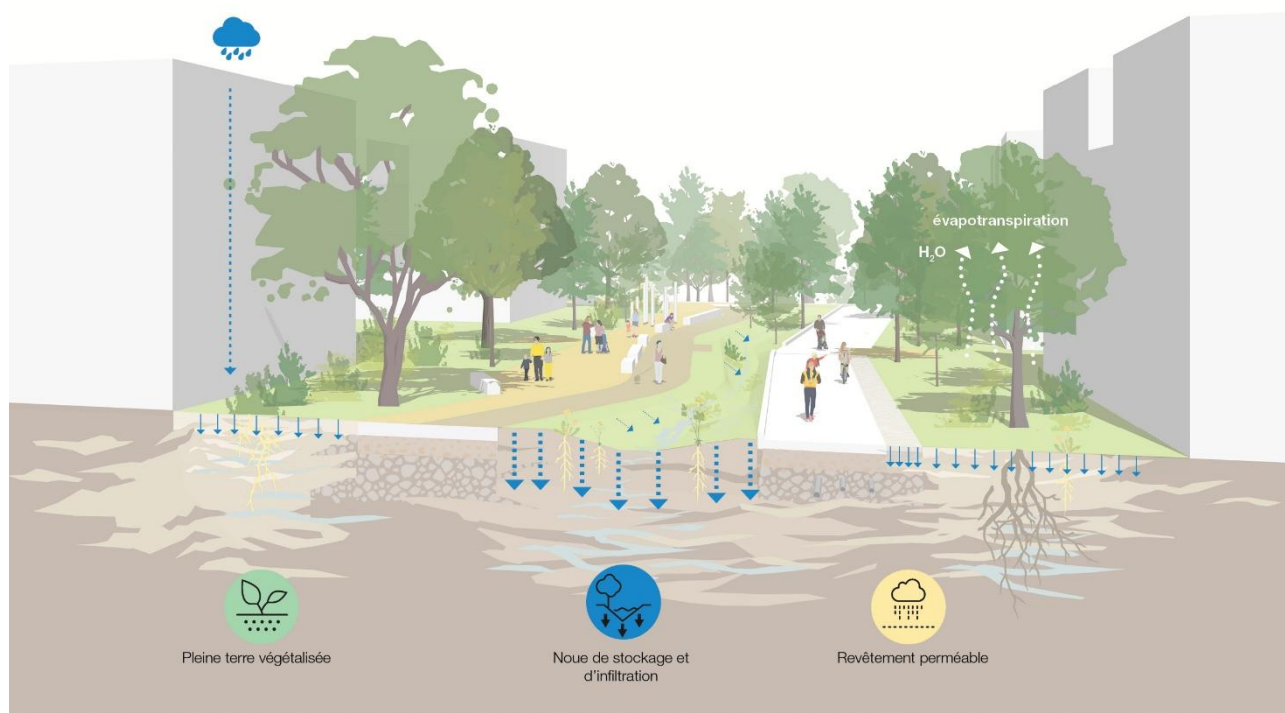 évapotranspiration
H₂O
Pleine terre végétalisée
Noue de stockage et
d'infiltration
Revêtement perméable